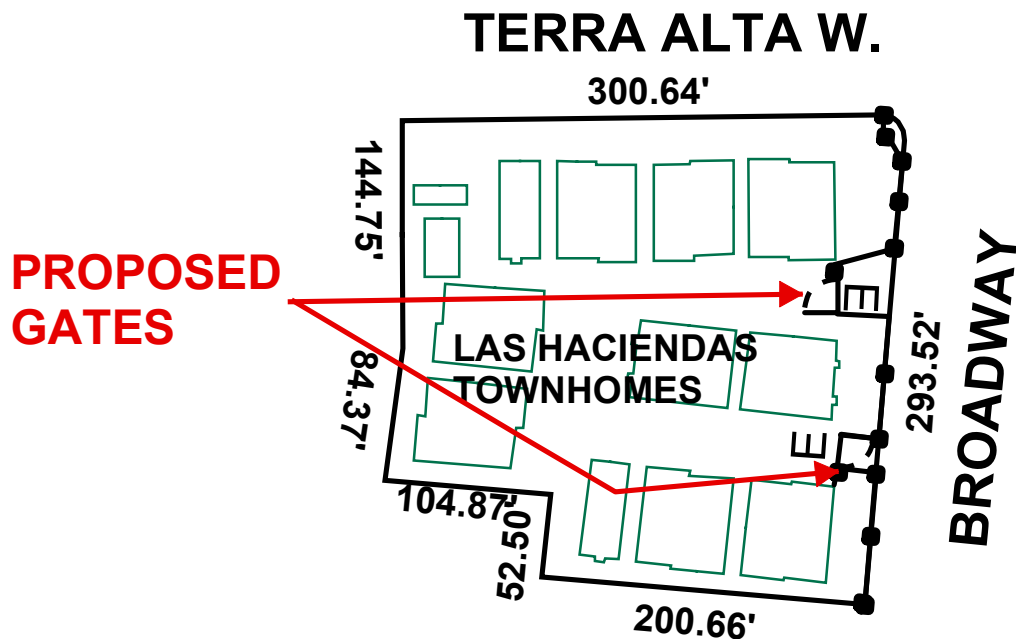 TERRA ALTA W.
300.64'
144.75'
PROPOSED
GATES
E
BROADWAY
293.52'
LAS HACIENDAS
TOWNHOMES
84.37'
E
104.87'
52.50'
200.66'